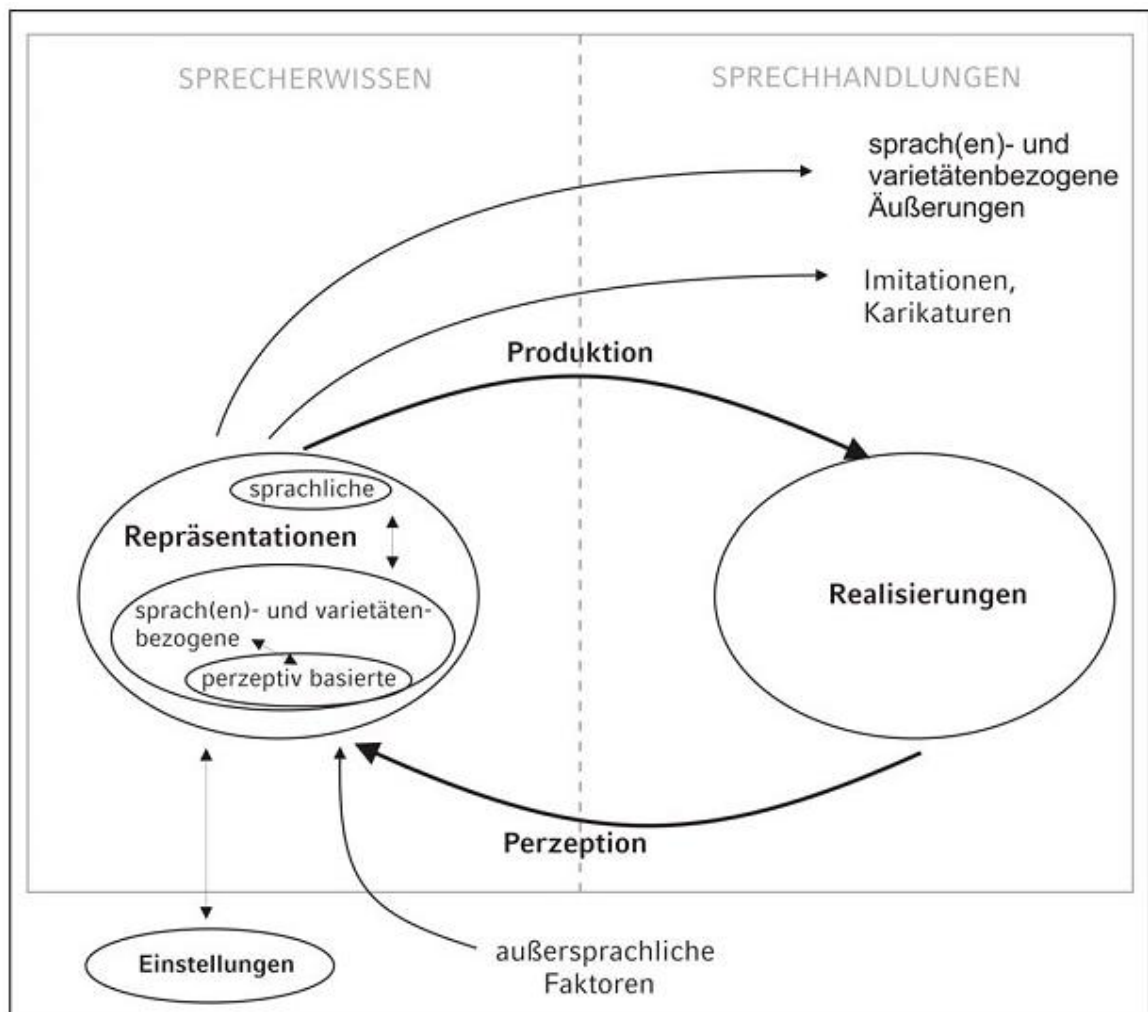 SPRECHERWISSEN
SPRECHHANDLUNGEN
sprach(en)- und
varietätenbezogene
Äußerungen
Imitationen,
Karikaturen
Produktion
sprachliche
Repräsentationen
sprach(en)- und varietäten-
bezogene
perzeptiv basierte
Realisierungen
Perzeption
Einstellungen
außersprachliche
Faktoren